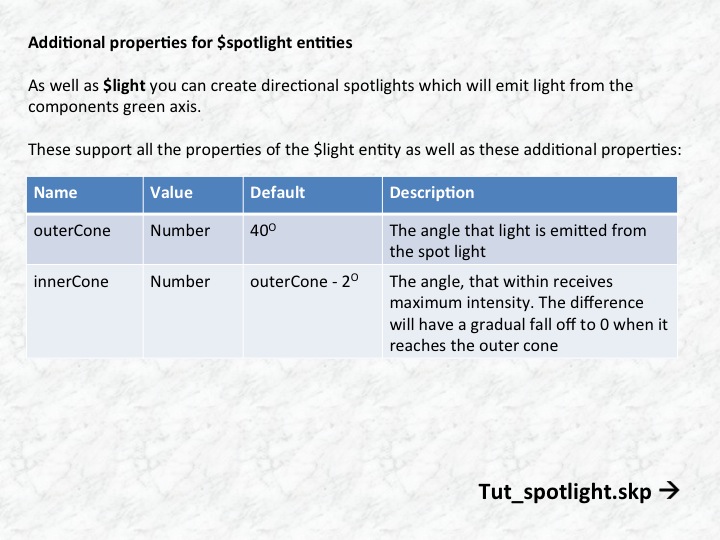 Additional properties for $spotlight entities
As well as $light you can create directional spotlights which will emit light from the
components green axis.
These support all the properties of the $light entity as well as these additional properties:
Name Value Default Description
outerCone Number 40O The angle that light is emitted from
the spot light
innerCone Number outerCone - 2O The angle, that within receives
maximum intensity. The difference
will have a gradual fall off to 0 when it
reaches the outer cone
Tut_spotlight.skp →